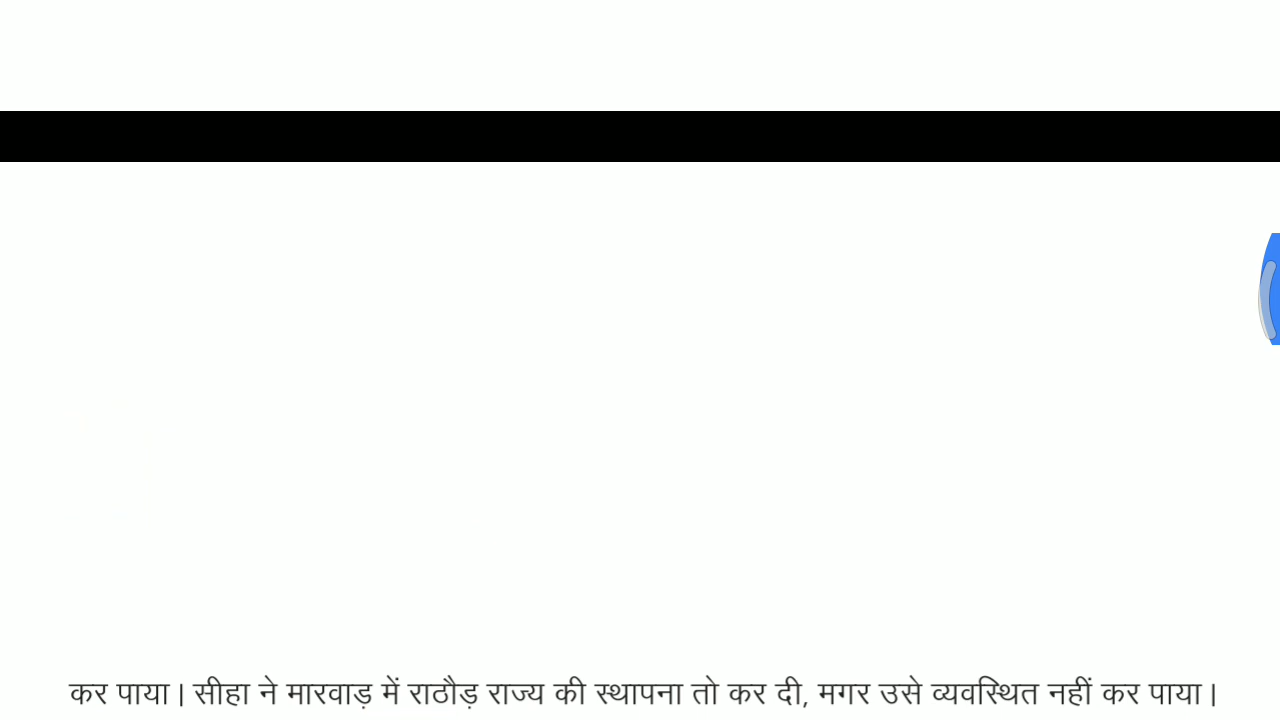 कर पाया | सीहा ने मारवाड़ में राठौड़ राज्य की स्थापना तो कर दी, मगर उसे व्यवस्थित नहीं कर पाया |